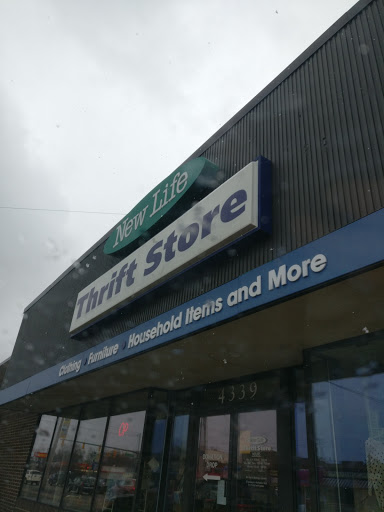 New Life
Thrift Store
Clothing Furniture Household Items and More
4339